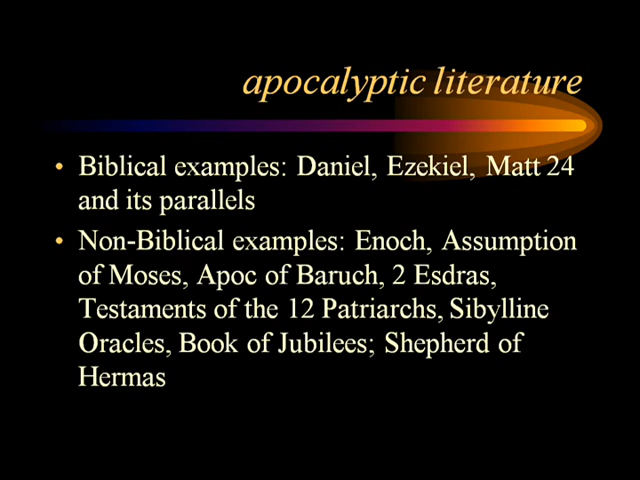 apocalyptic literature
• Biblical examples: Daniel, Ezekiel, Matt 24
and its parallels
• Non-Biblical examples: Enoch, Assumption
of Moses, Apoc of Baruch, 2 Esdras,
Testaments of the 12 Patriarchs, Sibylline
Oracles, Book of Jubilees; Shepherd of
Hermas